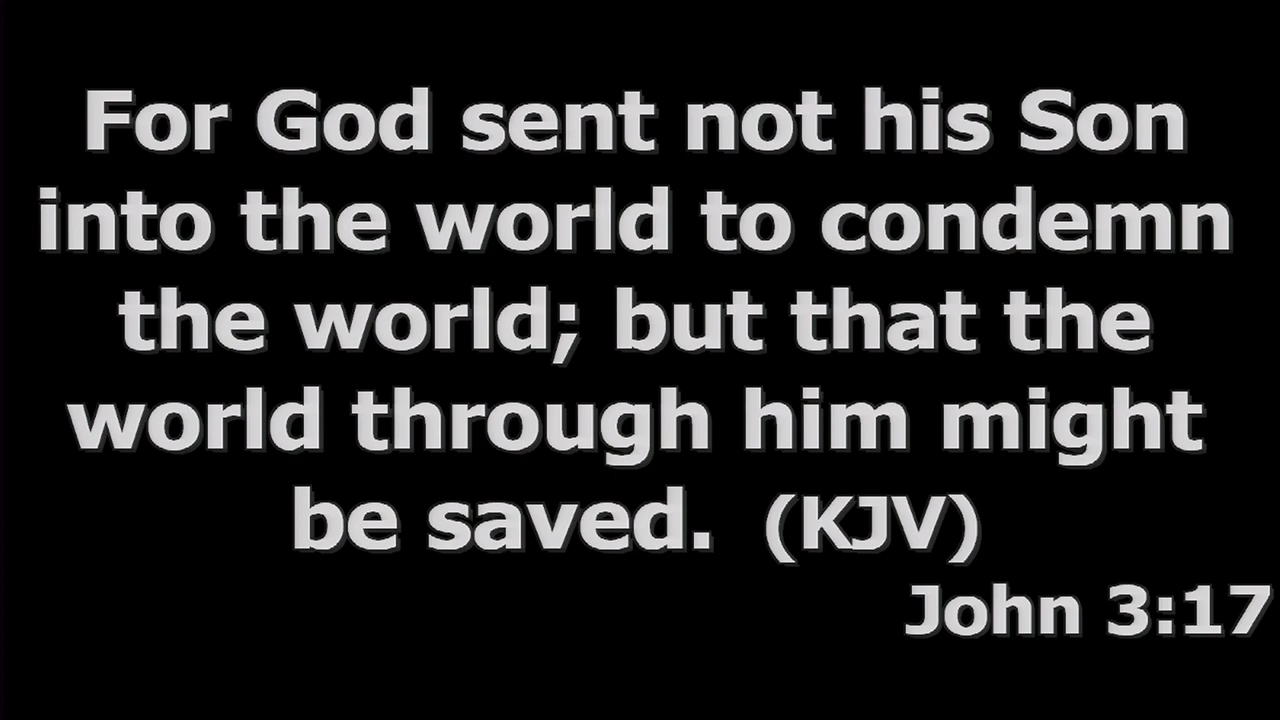 For God sent not his Son
into the world to condemn
the world; but that the
world through him might
be saved. (KJV)
John 3:17